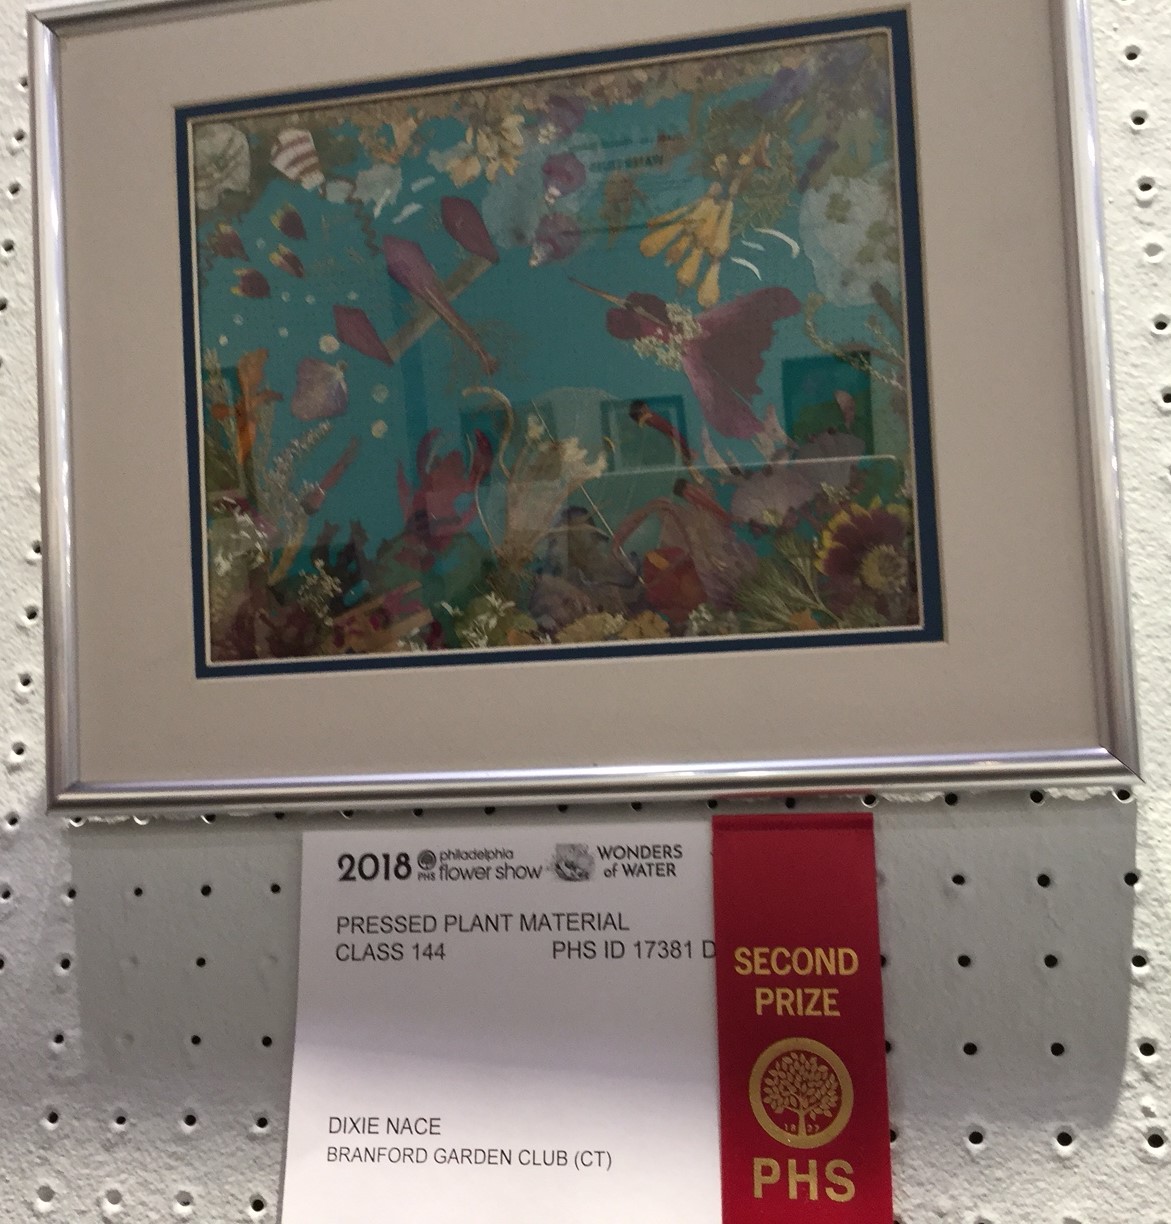 2018 PHS philadelphia flower show WONDERS of WATER
PRESSED PLANT MATERIAL
CLASS 144 PHS ID 17381 D
DIXIE NACE
BRANFORD GARDEN CLUB (CT)
SECOND
PRIZE
1827
PHS